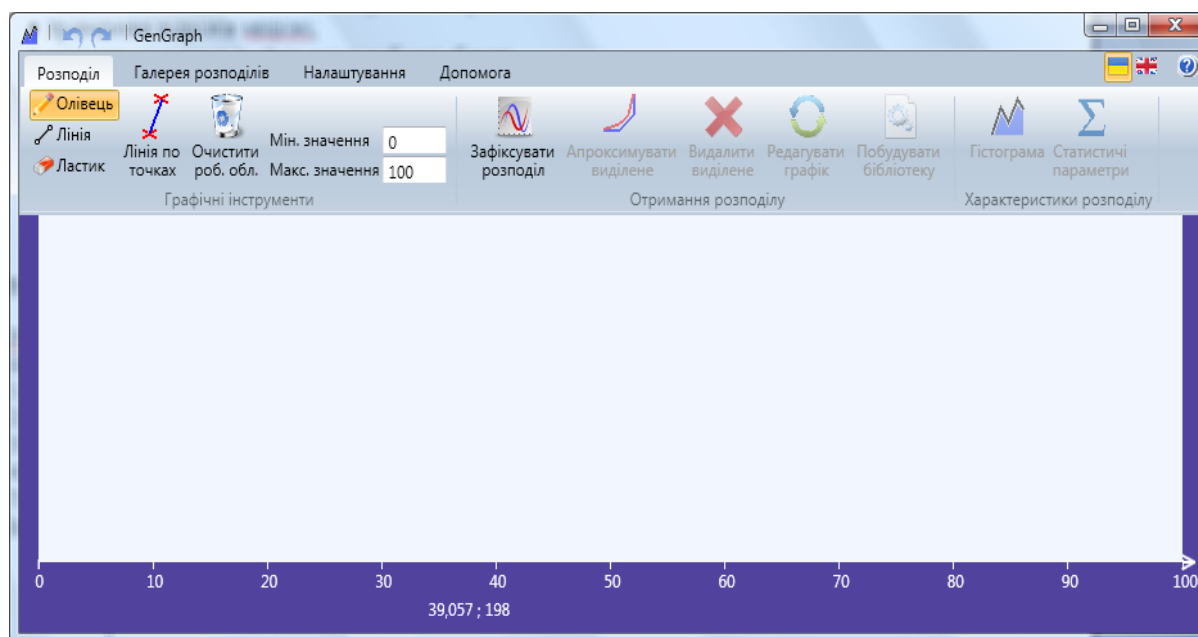 GenGraph
Розподіл Галерея розподілів Налаштування Допомога
Олівець
Лінія
Ластик
Лінія по точках
Очистити роб. обл.
Мін. значення 0
Макс. значення 100
Графічні інструменти
Зафіксувати розподіл
Апроксимувати виділене
Видалити виділене
Редагувати графік
Побудувати бібліотеку
Отримання розподілу
Гістограма
Статистичі параметри
Характеристики розподілу
0 10 20 30 40 50 60 70 80 90 100
39,057 ; 198